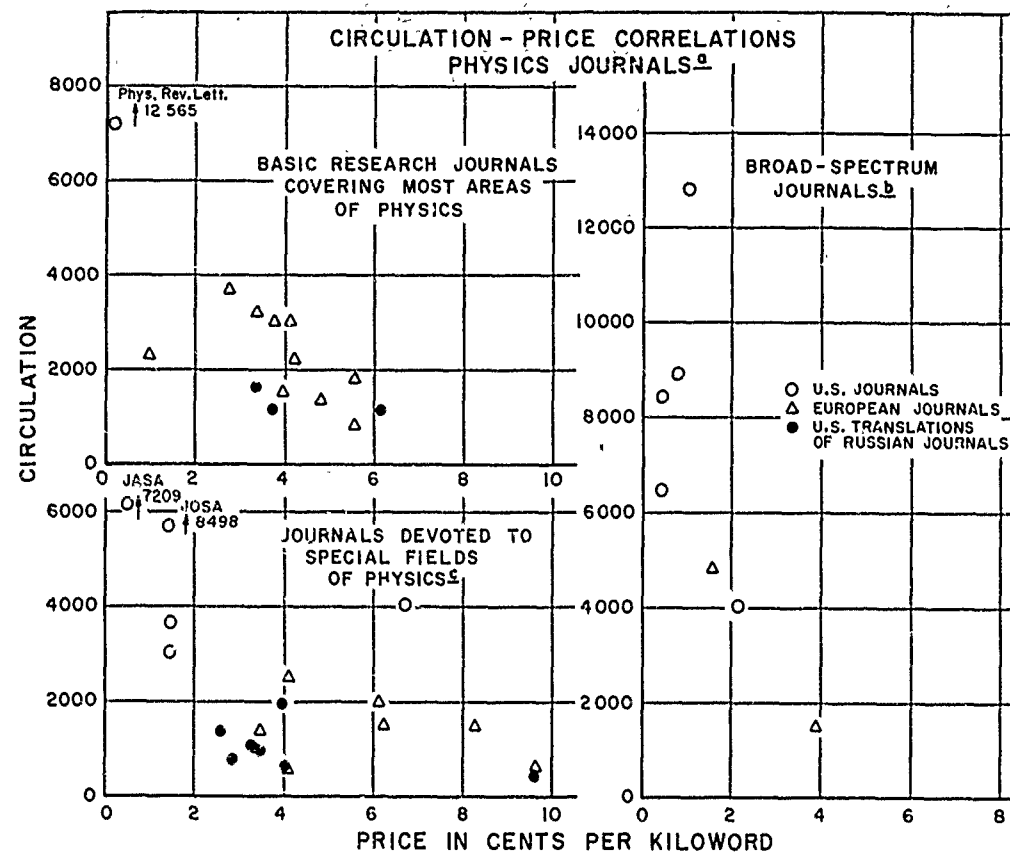 CIRCULATION - PRICE CORRELATIONS
PHYSICS JOURNALS a
8000
Phys. Rev. Lett.
12 565
BASIC RESEARCH JOURNALS
COVERING MOST AREAS
OF PHYSICS
6000
4000
2000
0
0 2 4 6 8 10
CIRCULATION
JASA
7209
JOSA
8498
JOURNALS DEVOTED TO
SPECIAL FIELDS
OF PHYSICS c
6000
4000
2000
0
0 2 4 6 8 10
BROAD-SPECTRUM
JOURNALS b
14000
12000
10000
8000
6000
4000
2000
0
0 2 4 6 8
U.S. JOURNALS
EUROPEAN JOURNALS
U.S. TRANSLATIONS
OF RUSSIAN JOURNALS
PRICE IN CENTS PER KILOWORD